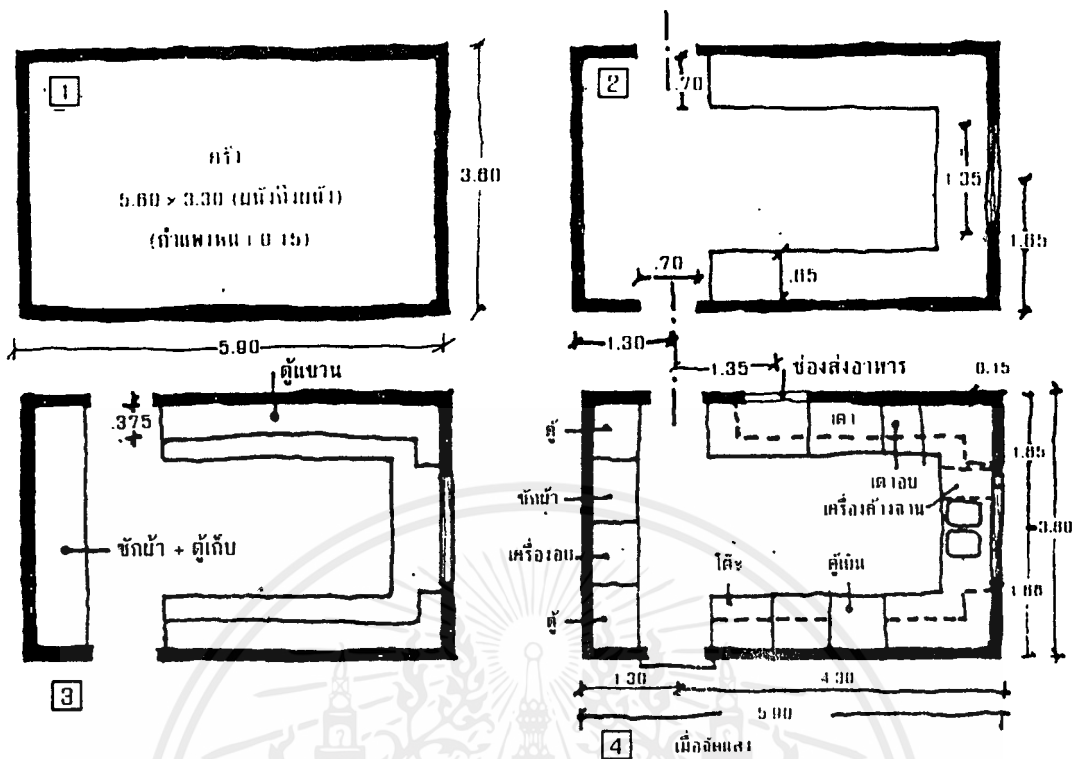 1
ครัว
5.60 × 3.30 (ผนังถึงผนัง)
(กำแพงหนา 0.15)
3.60
5.90
2
.70
1.35
1.65
.70
.65
1.30
3
ตู้แขวน
.375
ซักผ้า + ตู้เก็บ
4
1.35
ช่องส่งอาหาร
0.15
ตู้
ซักผ้า
เครื่องอบ
ตู้
เตา
เตาอบ
เครื่องล้างจาน
โต๊ะ
ตู้เย็น
1.65
3.60
1.30
4.30
5.90